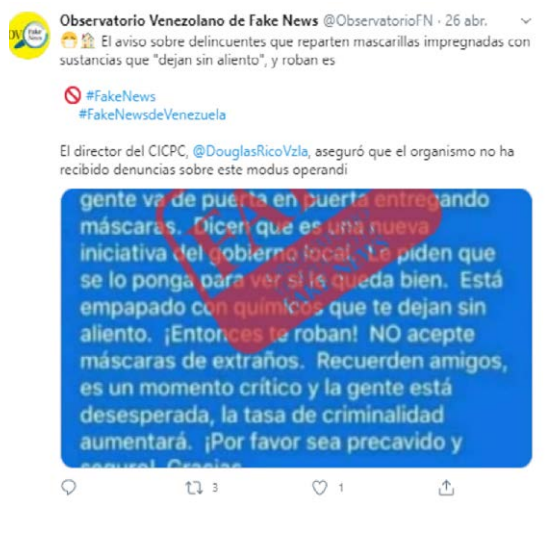 Observatorio Venezolano de Fake News @ObservatorioFN · 26 abr.
El aviso sobre delincuentes que reparten mascarillas impregnadas con
sustancias que "dejan sin aliento", y roban es
#FakeNews
#FakeNewsdeVenezuela
El director del CICPC, @DouglasRicoVzla, aseguró que el organismo no ha
recibido denuncias sobre este modus operandi
gente va de puerta en puerta entregando
máscaras. Dicen que es una nueva
iniciativa del gobierno local. Le piden que
se lo ponga para ver si le queda bien. Está
empapado con químicos que te dejan sin
aliento. ¡Entonces te roban! NO acepte
máscaras de extraños. Recuerden amigos,
es un momento crítico y la gente está
desesperada, la tasa de criminalidad
aumentará. ¡Por favor sea precavido y
seguro! Gracias
3
1